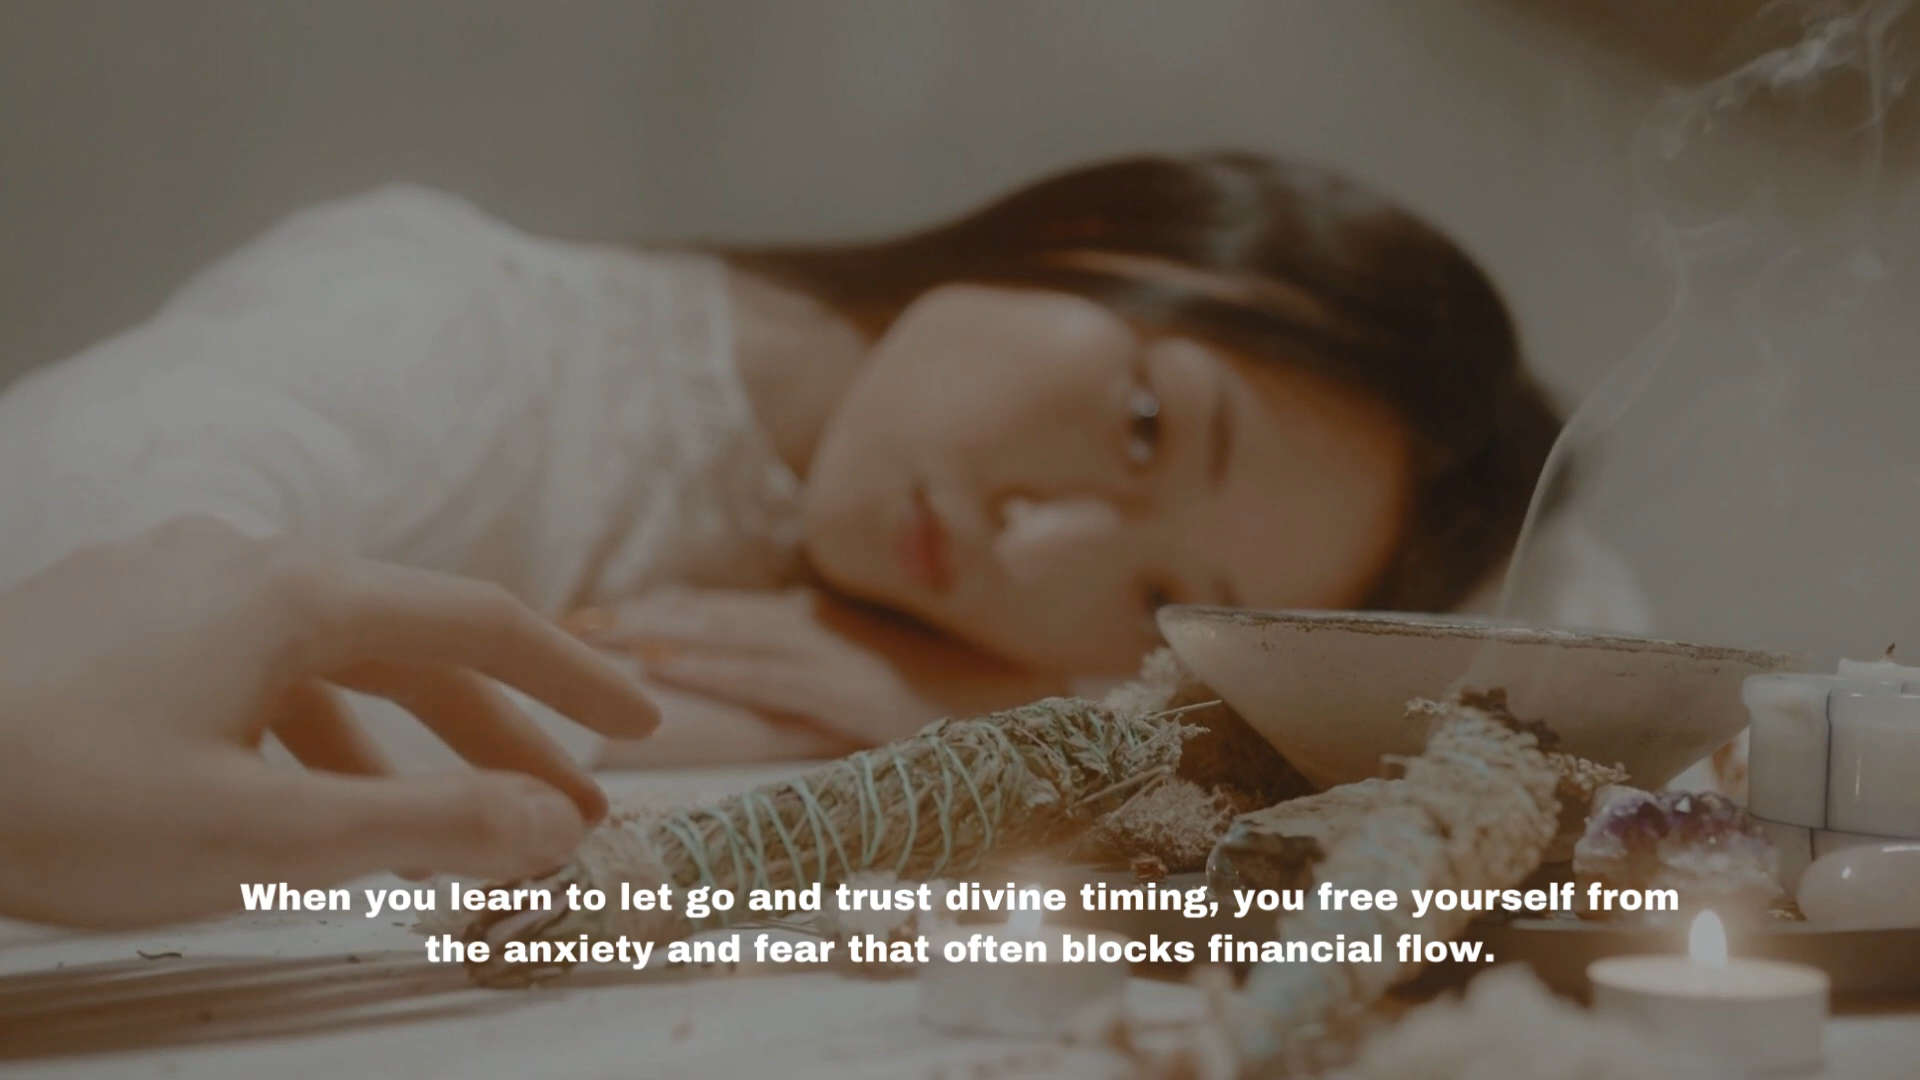 When you learn to let go and trust divine timing, you free yourself from
the anxiety and fear that often blocks financial flow.